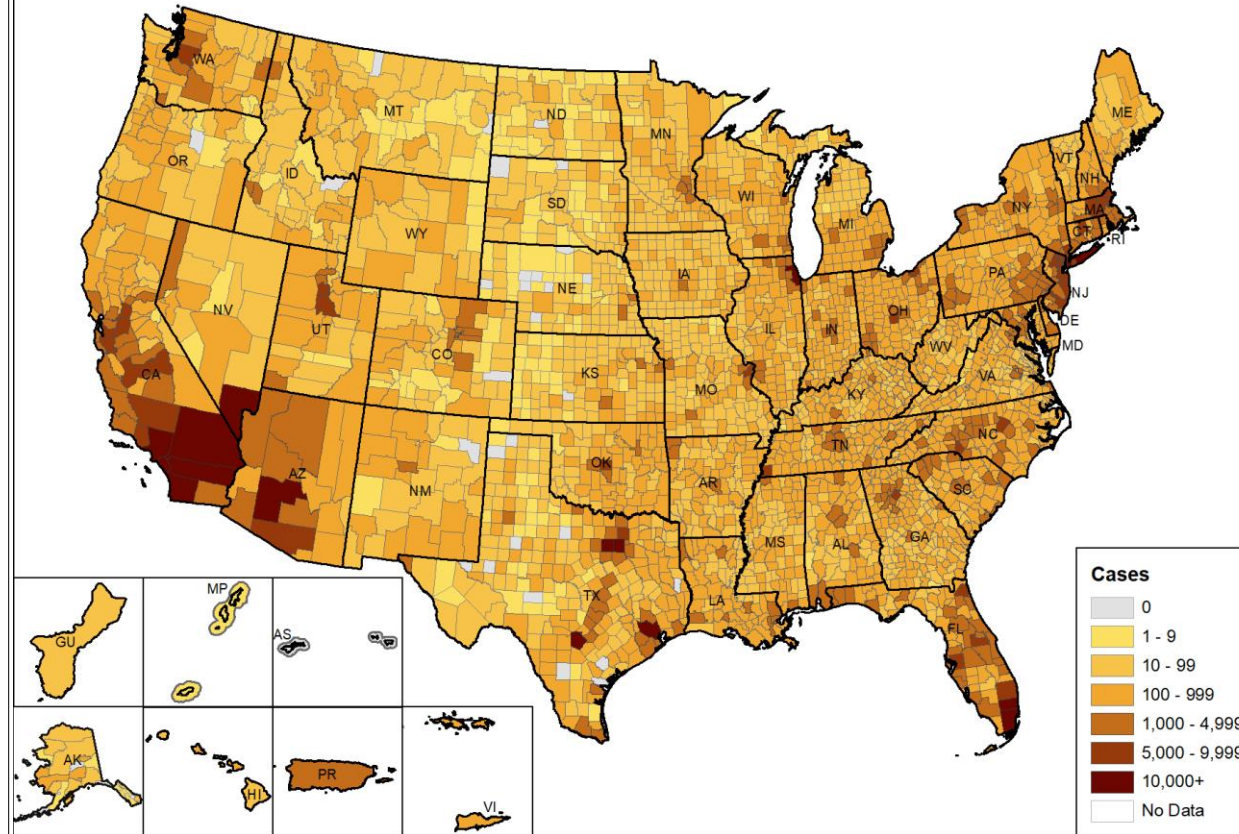 WA
MT
ND
MN
ME
OR
ID
SD
WI
MI
VT
NH
NY
MA
CT
RI
WY
IA
NE
PA
NJ
NV
UT
CO
IL
IN
OH
DE
MD
WV
VA
CA
KS
MO
KY
AZ
NM
OK
AR
TN
NC
SC
MS
AL
GA
TX
LA
FL
GU
MP
AS
AK
HI
PR
VI
Cases
0
1 - 9
10 - 99
100 - 999
1,000 - 4,999
5,000 - 9,999
10,000+
No Data